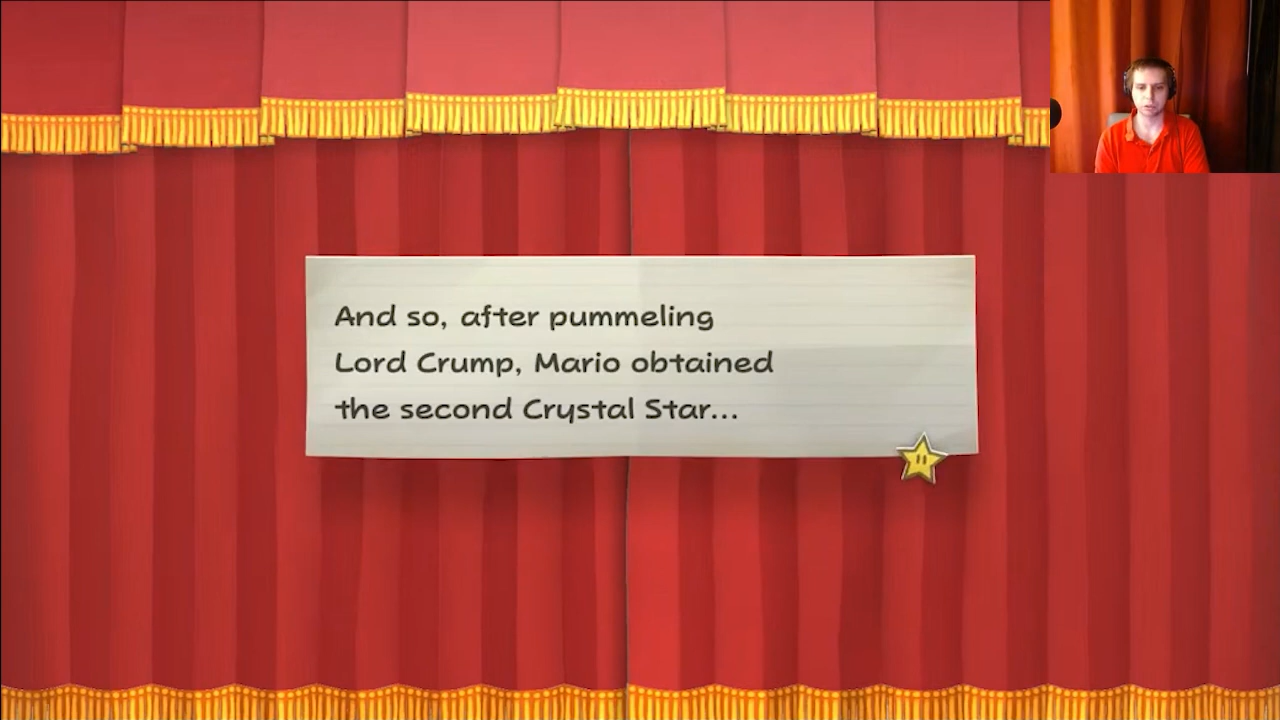 And so, after pummeling
Lord Crump, Mario obtained
the second Crystal Star...